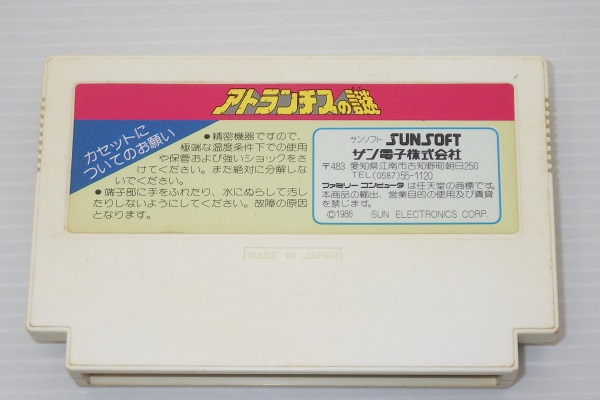 アトランチスの謎
カセットに
ついてのお願い
●精密機器ですので、
極端な温度条件下での使用
や保管および強いショックをさ
けてください。また絶対に分解しな
いでください。
●端子部に手をふれたり、水にぬらして汚し
たりしないようにしてください。故障の原因
となります。
サンソフト SUNSOFT
サン電子株式会社
〒483 愛知県江南市古知野町朝日250
TEL(0587)55-1120
ファミリー コンピュータ は任天堂の商標です。
本商品の輸出、営業目的の使用及び賃貸
を禁じます。
©1986 SUN ELECTRONICS CORP.
MADE IN JAPAN